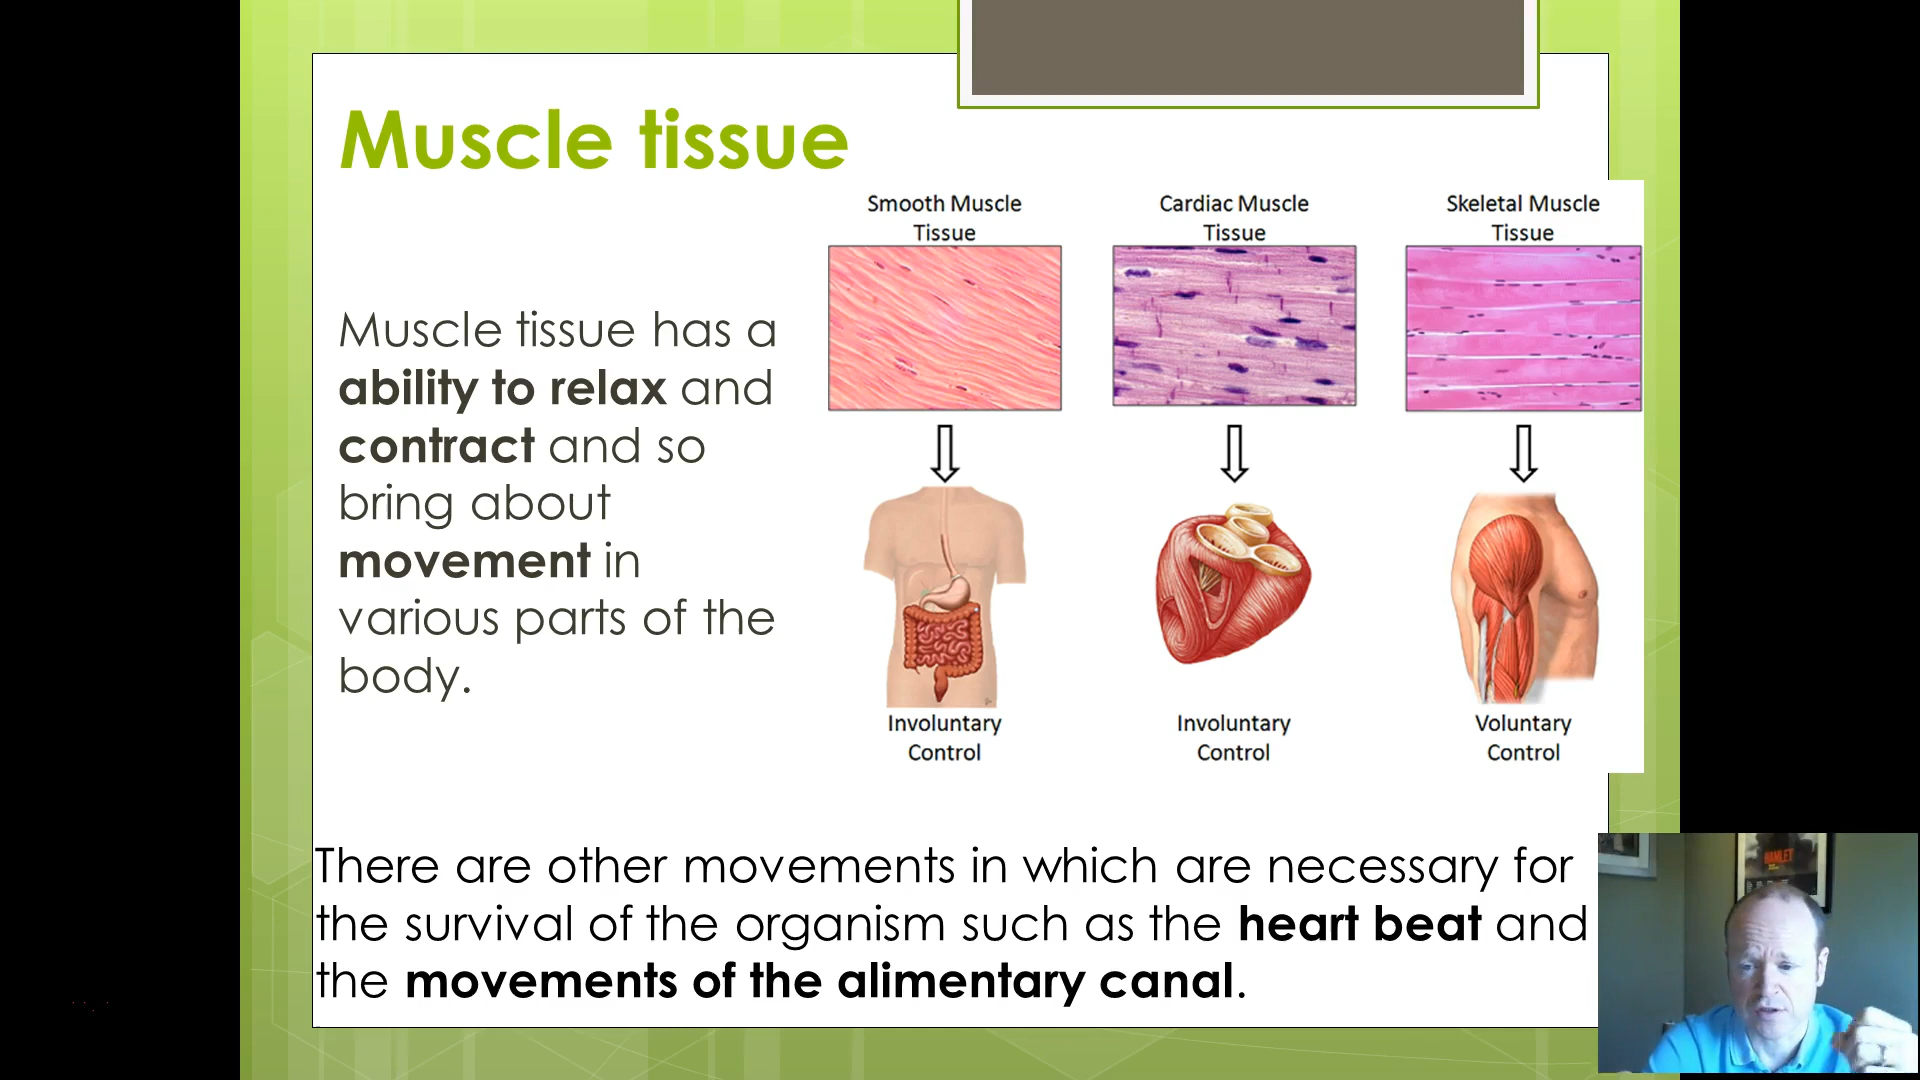 Muscle tissue
Smooth Muscle
Tissue
Cardiac Muscle
Tissue
Skeletal Muscle
Tissue
Muscle tissue has a
ability to relax and
contract and so
bring about
movement in
various parts of the
body.
Involuntary
Control
Involuntary
Control
Voluntary
Control
There are other movements in which are necessary for
the survival of the organism such as the heart beat and
the movements of the alimentary canal.
HAMLET